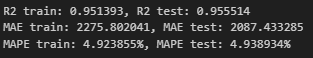 R2 train: 0.951393, R2 test: 0.955514
MAE train: 2275.802041, MAE test: 2087.433285
MAPE train: 4.923855%, MAPE test: 4.938934%